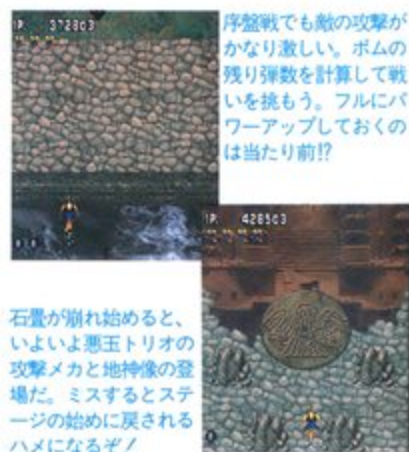 1P. 372803
序盤戦でも敵の攻撃が
かなり激しい。ボムの
残り弾数を計算して戦
いを挑もう。フルにパ
ワーアップしておくの
は当たり前!?
1P. 428503
石畳が崩れ始めると、
いよいよ悪玉トリオの
攻撃メカと地神像の登
場だ。ミスするとステ
ージの始めに戻される
ハメになるぞ!